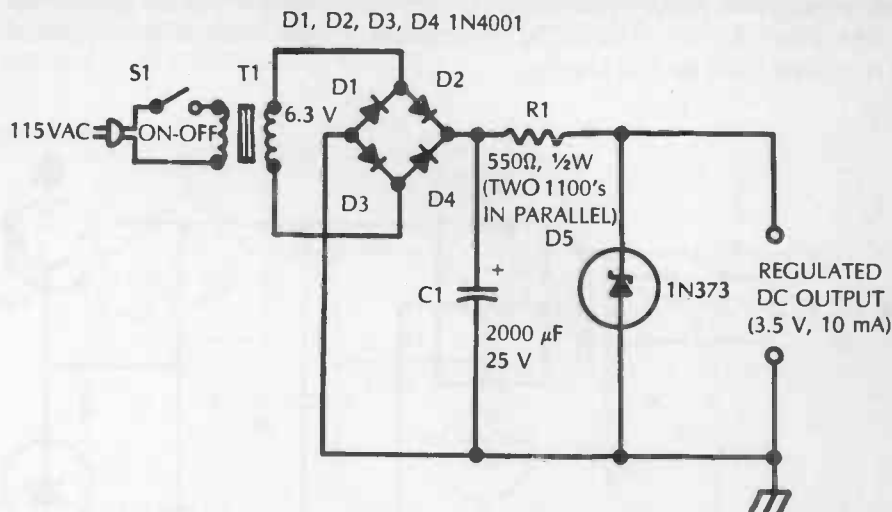 D1, D2, D3, D4 1N4001
S1
T1
D1
D2
R1
115VAC
ON-OFF
6.3 V
550Ω, ½W
(TWO 1100's
IN PARALLEL)
D3
D4
D5
C1
+
1N373
REGULATED
DC OUTPUT
(3.5 V, 10 mA)
2000 µF
25 V